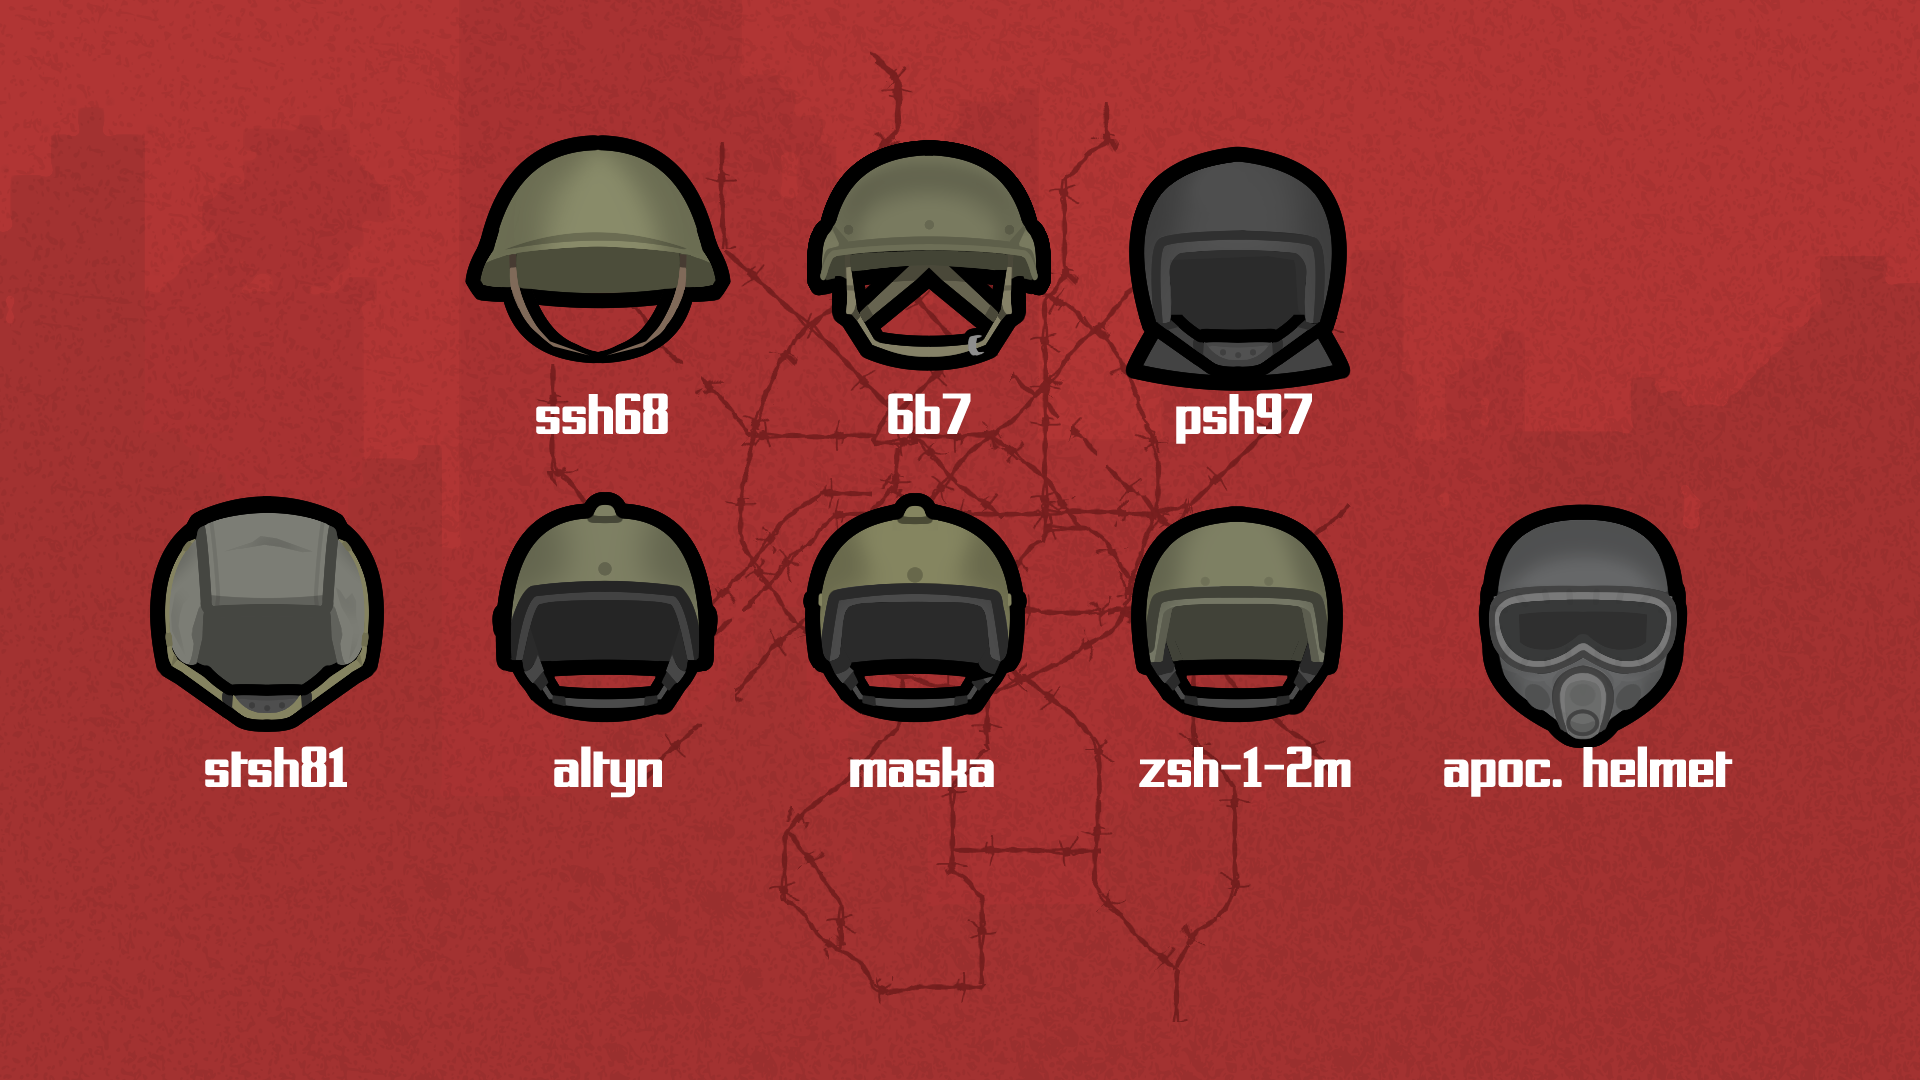 ssh68
6b7
psh97
stsh81
altyn
maska
zsh-1-2m
apoc. helmet